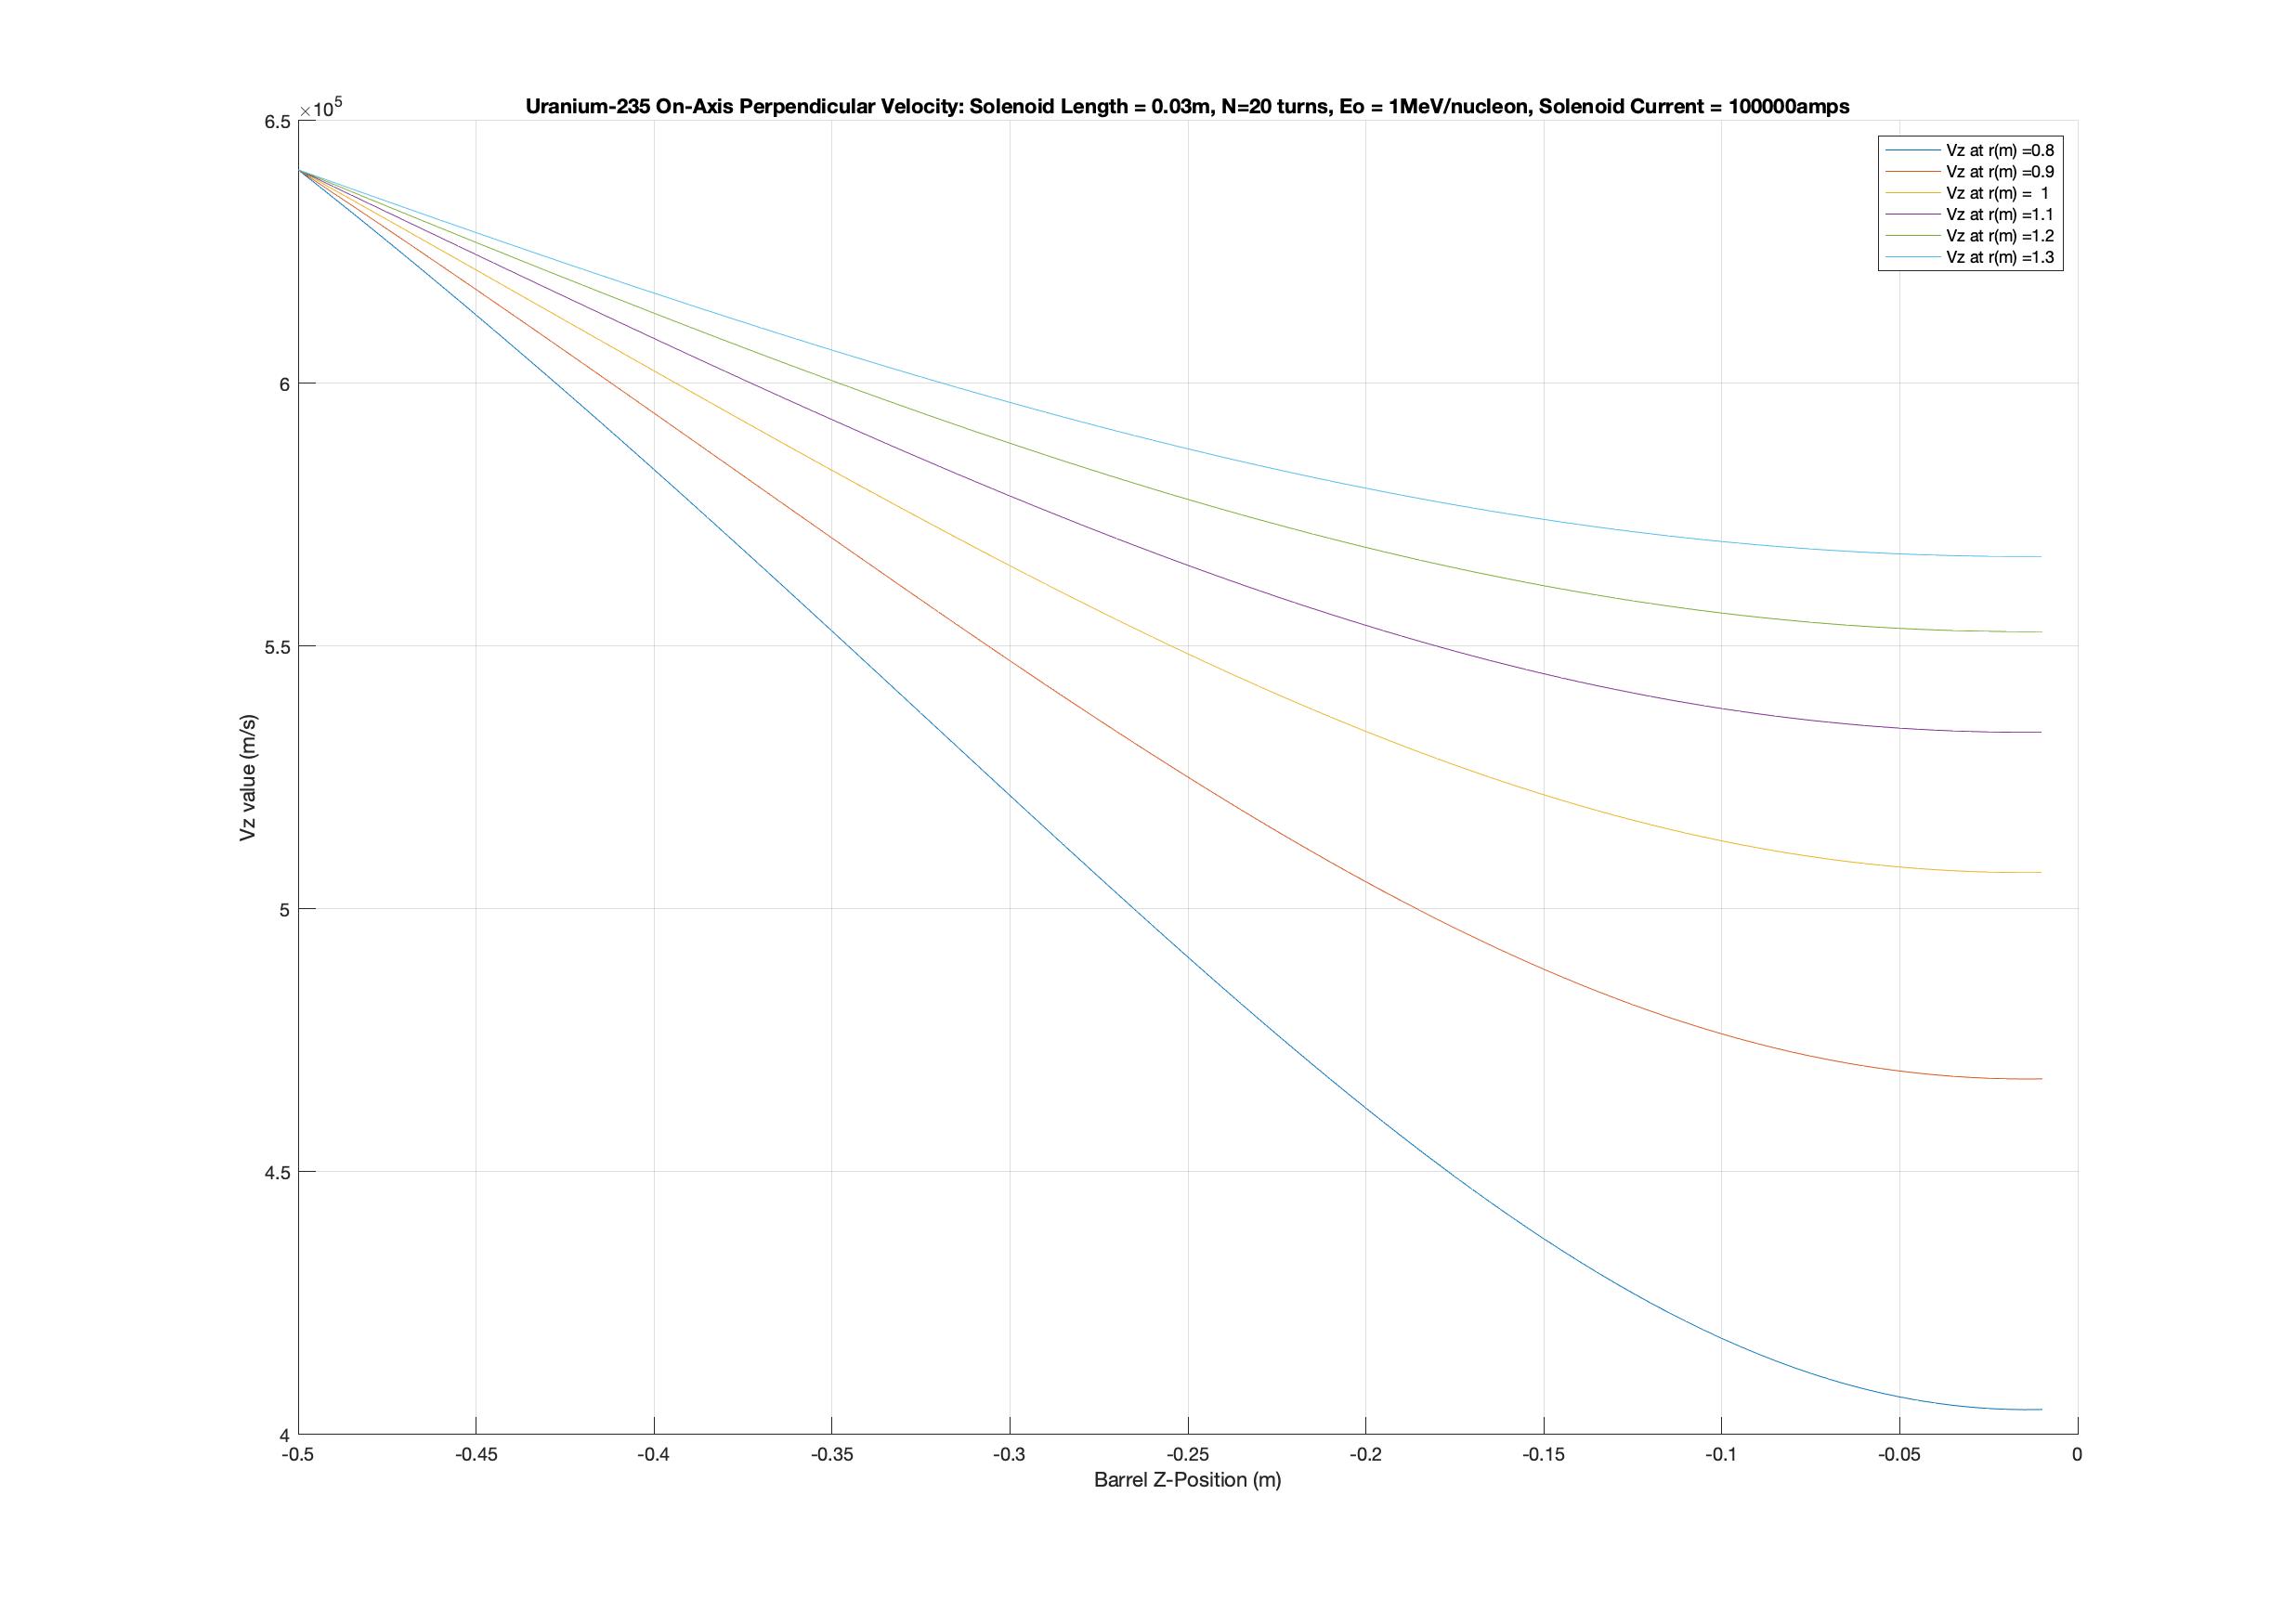 Uranium-235 On-Axis Perpendicular Velocity: Solenoid Length = 0.03m, N=20 turns, Eo = 1MeV/nucleon, Solenoid Current = 100000amps
×10^5
Vz at r(m) =0.8
Vz at r(m) =0.9
Vz at r(m) =  1
Vz at r(m) =1.1
Vz at r(m) =1.2
Vz at r(m) =1.3
6.5
6
5.5
5
4.5
4
Vz value (m/s)
-0.5 -0.45 -0.4 -0.35 -0.3 -0.25 -0.2 -0.15 -0.1 -0.05 0
Barrel Z-Position (m)